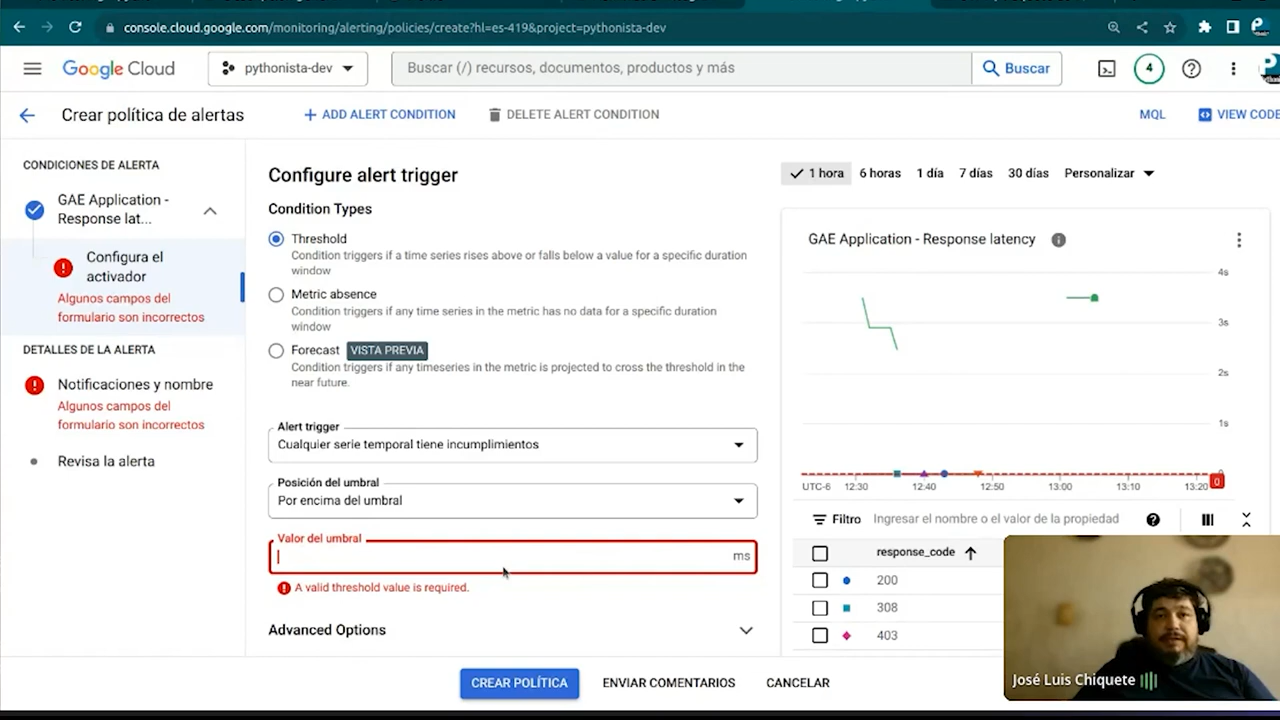 console.cloud.google.com/monitoring/alerting/policies/create?hl=es-419&project=pythonista-dev
Google Cloud
pythonista-dev
Buscar (/) recursos, documentos, productos y más
Buscar
4
Crear política de alertas
ADD ALERT CONDITION
DELETE ALERT CONDITION
MQL
VIEW CODE
CONDICIONES DE ALERTA
GAE Application -
Response lat...
Configura el
activador
Algunos campos del
formulario son incorrectos
DETALLES DE LA ALERTA
Notificaciones y nombre
Algunos campos del
formulario son incorrectos
Revisa la alerta
Configure alert trigger
Condition Types
Threshold
Condition triggers if a time series rises above or falls below a value for a specific duration
window
Metric absence
Condition triggers if any time series in the metric has no data for a specific duration
window
Forecast VISTA PREVIA
Condition triggers if any timeseries in the metric is projected to cross the threshold in the
near future.
Alert trigger
Cualquier serie temporal tiene incumplimientos
Posición del umbral
Por encima del umbral
Valor del umbral
ms
A valid threshold value is required.
Advanced Options
1 hora 6 horas 1 día 7 días 30 días Personalizar
GAE Application - Response latency
4s
3s
2s
1s
0
UTC-6 12:30 12:40 12:50 13:00 13:10 13:20
Filtro Ingresar el nombre o el valor de la propiedad
response_code
200
308
403
CREAR POLÍTICA
ENVIAR COMENTARIOS
CANCELAR
José Luis Chiquete